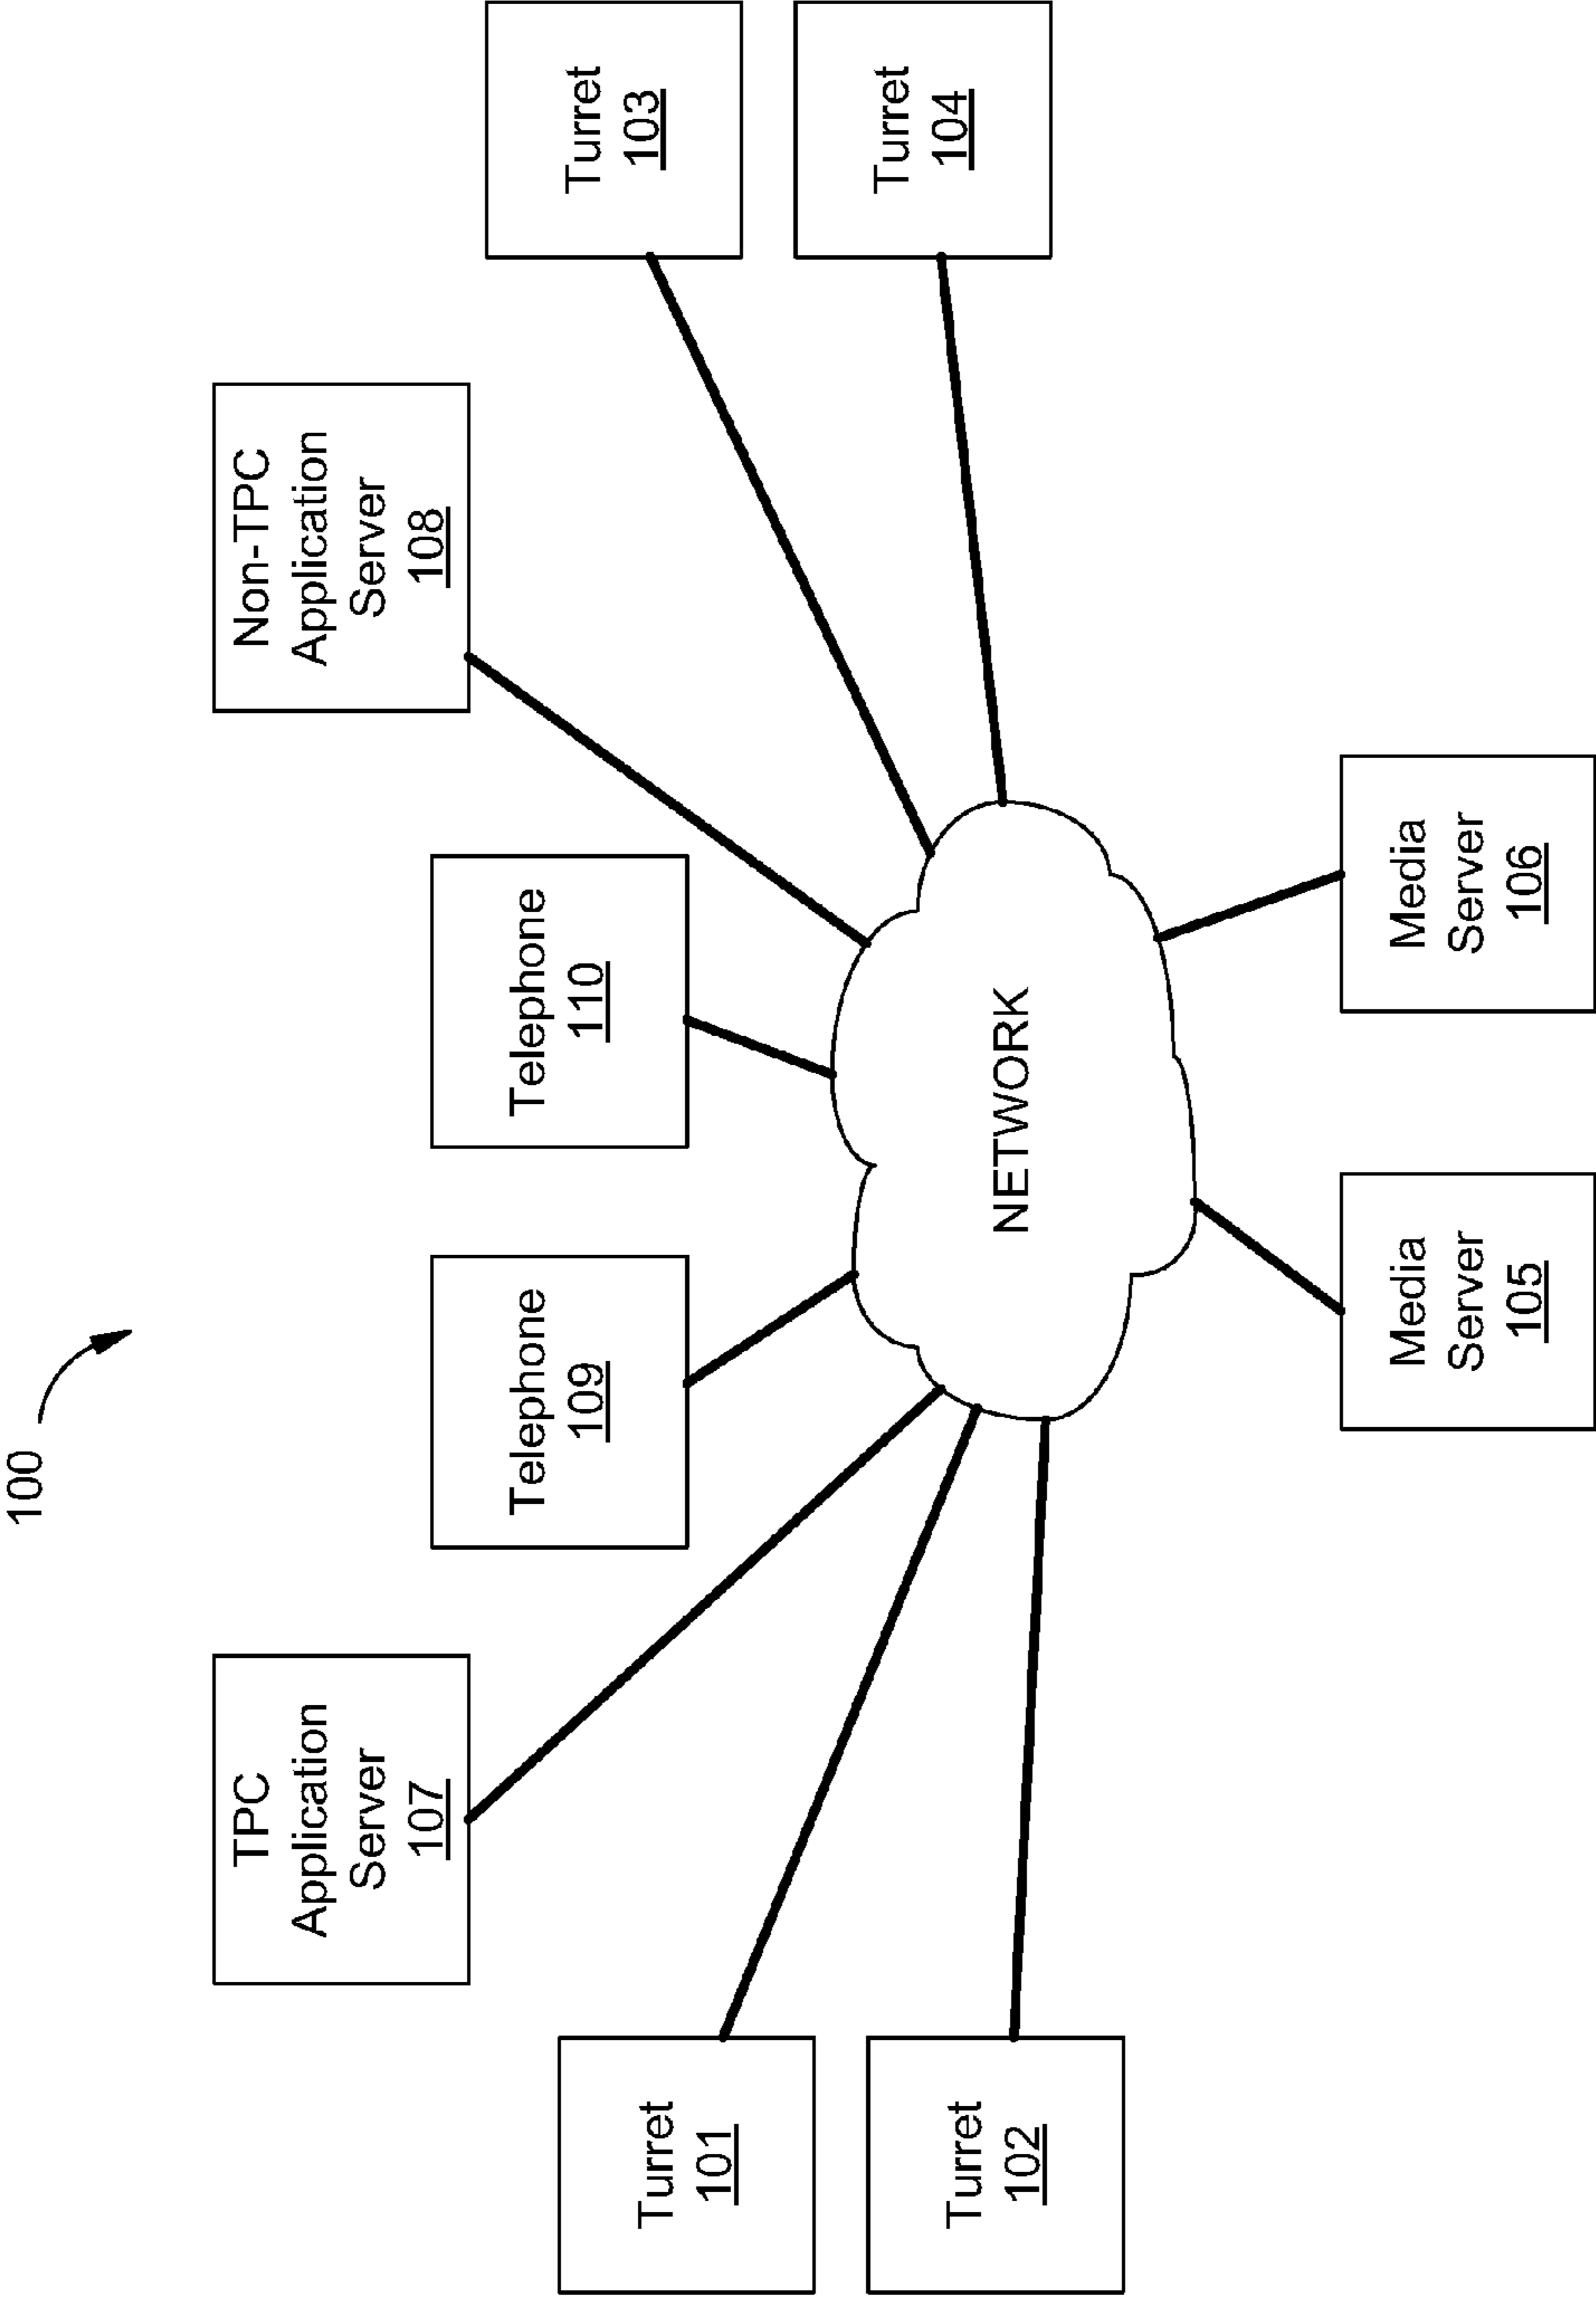 100
TPC
Application
Server
107
Non-TPC
Application
Server
108
Telephone
109
Telephone
110
Turret
103
Turret
104
Turret
101
Turret
102
NETWORK
Media
Server
105
Media
Server
106